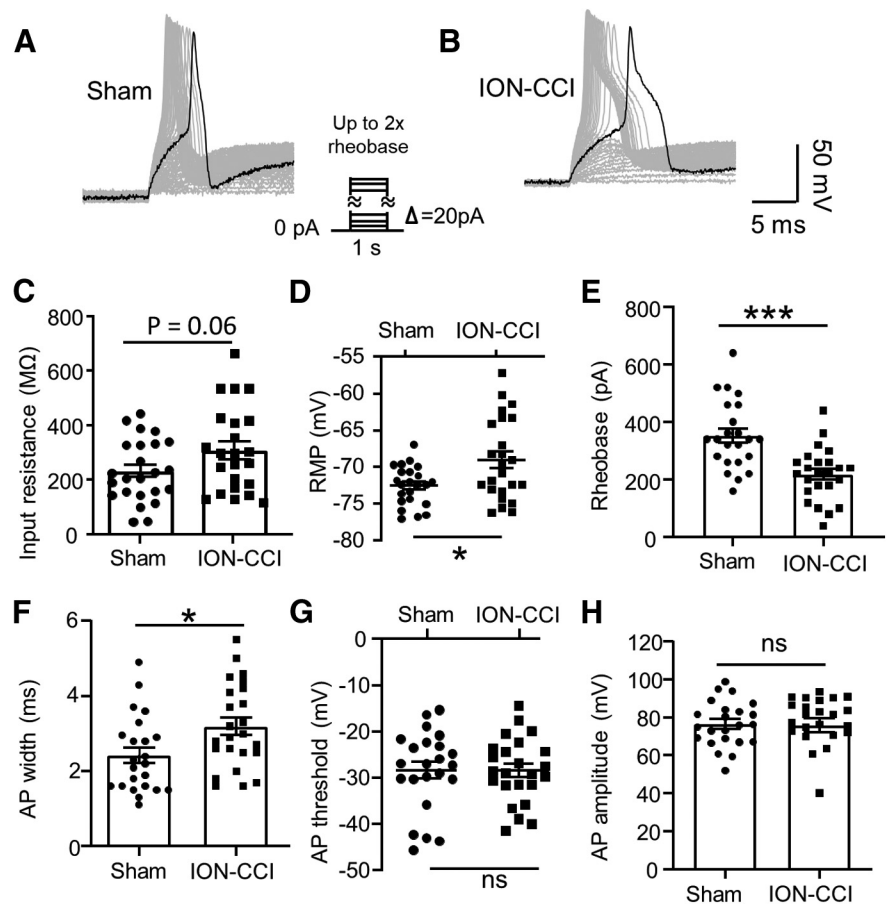 A
Sham
Up to 2x
rheobase
≈ ≈
0 pA
Δ=20pA
1 s
B
ION-CCI
50 mV
5 ms
C
P = 0.06
Input resistance (MΩ)
800
600
400
200
0
Sham ION-CCI
D
Sham ION-CCI
RMP (mV)
-55
-60
-65
-70
-75
-80
*
E
***
Rheobase (pA)
800
600
400
200
0
Sham ION-CCI
F
*
AP width (ms)
6
4
2
0
Sham ION-CCI
G
Sham ION-CCI
AP threshold (mV)
0
-10
-20
-30
-40
-50
ns
H
ns
AP amplitude (mV)
120
100
80
60
40
20
0
Sham ION-CCI